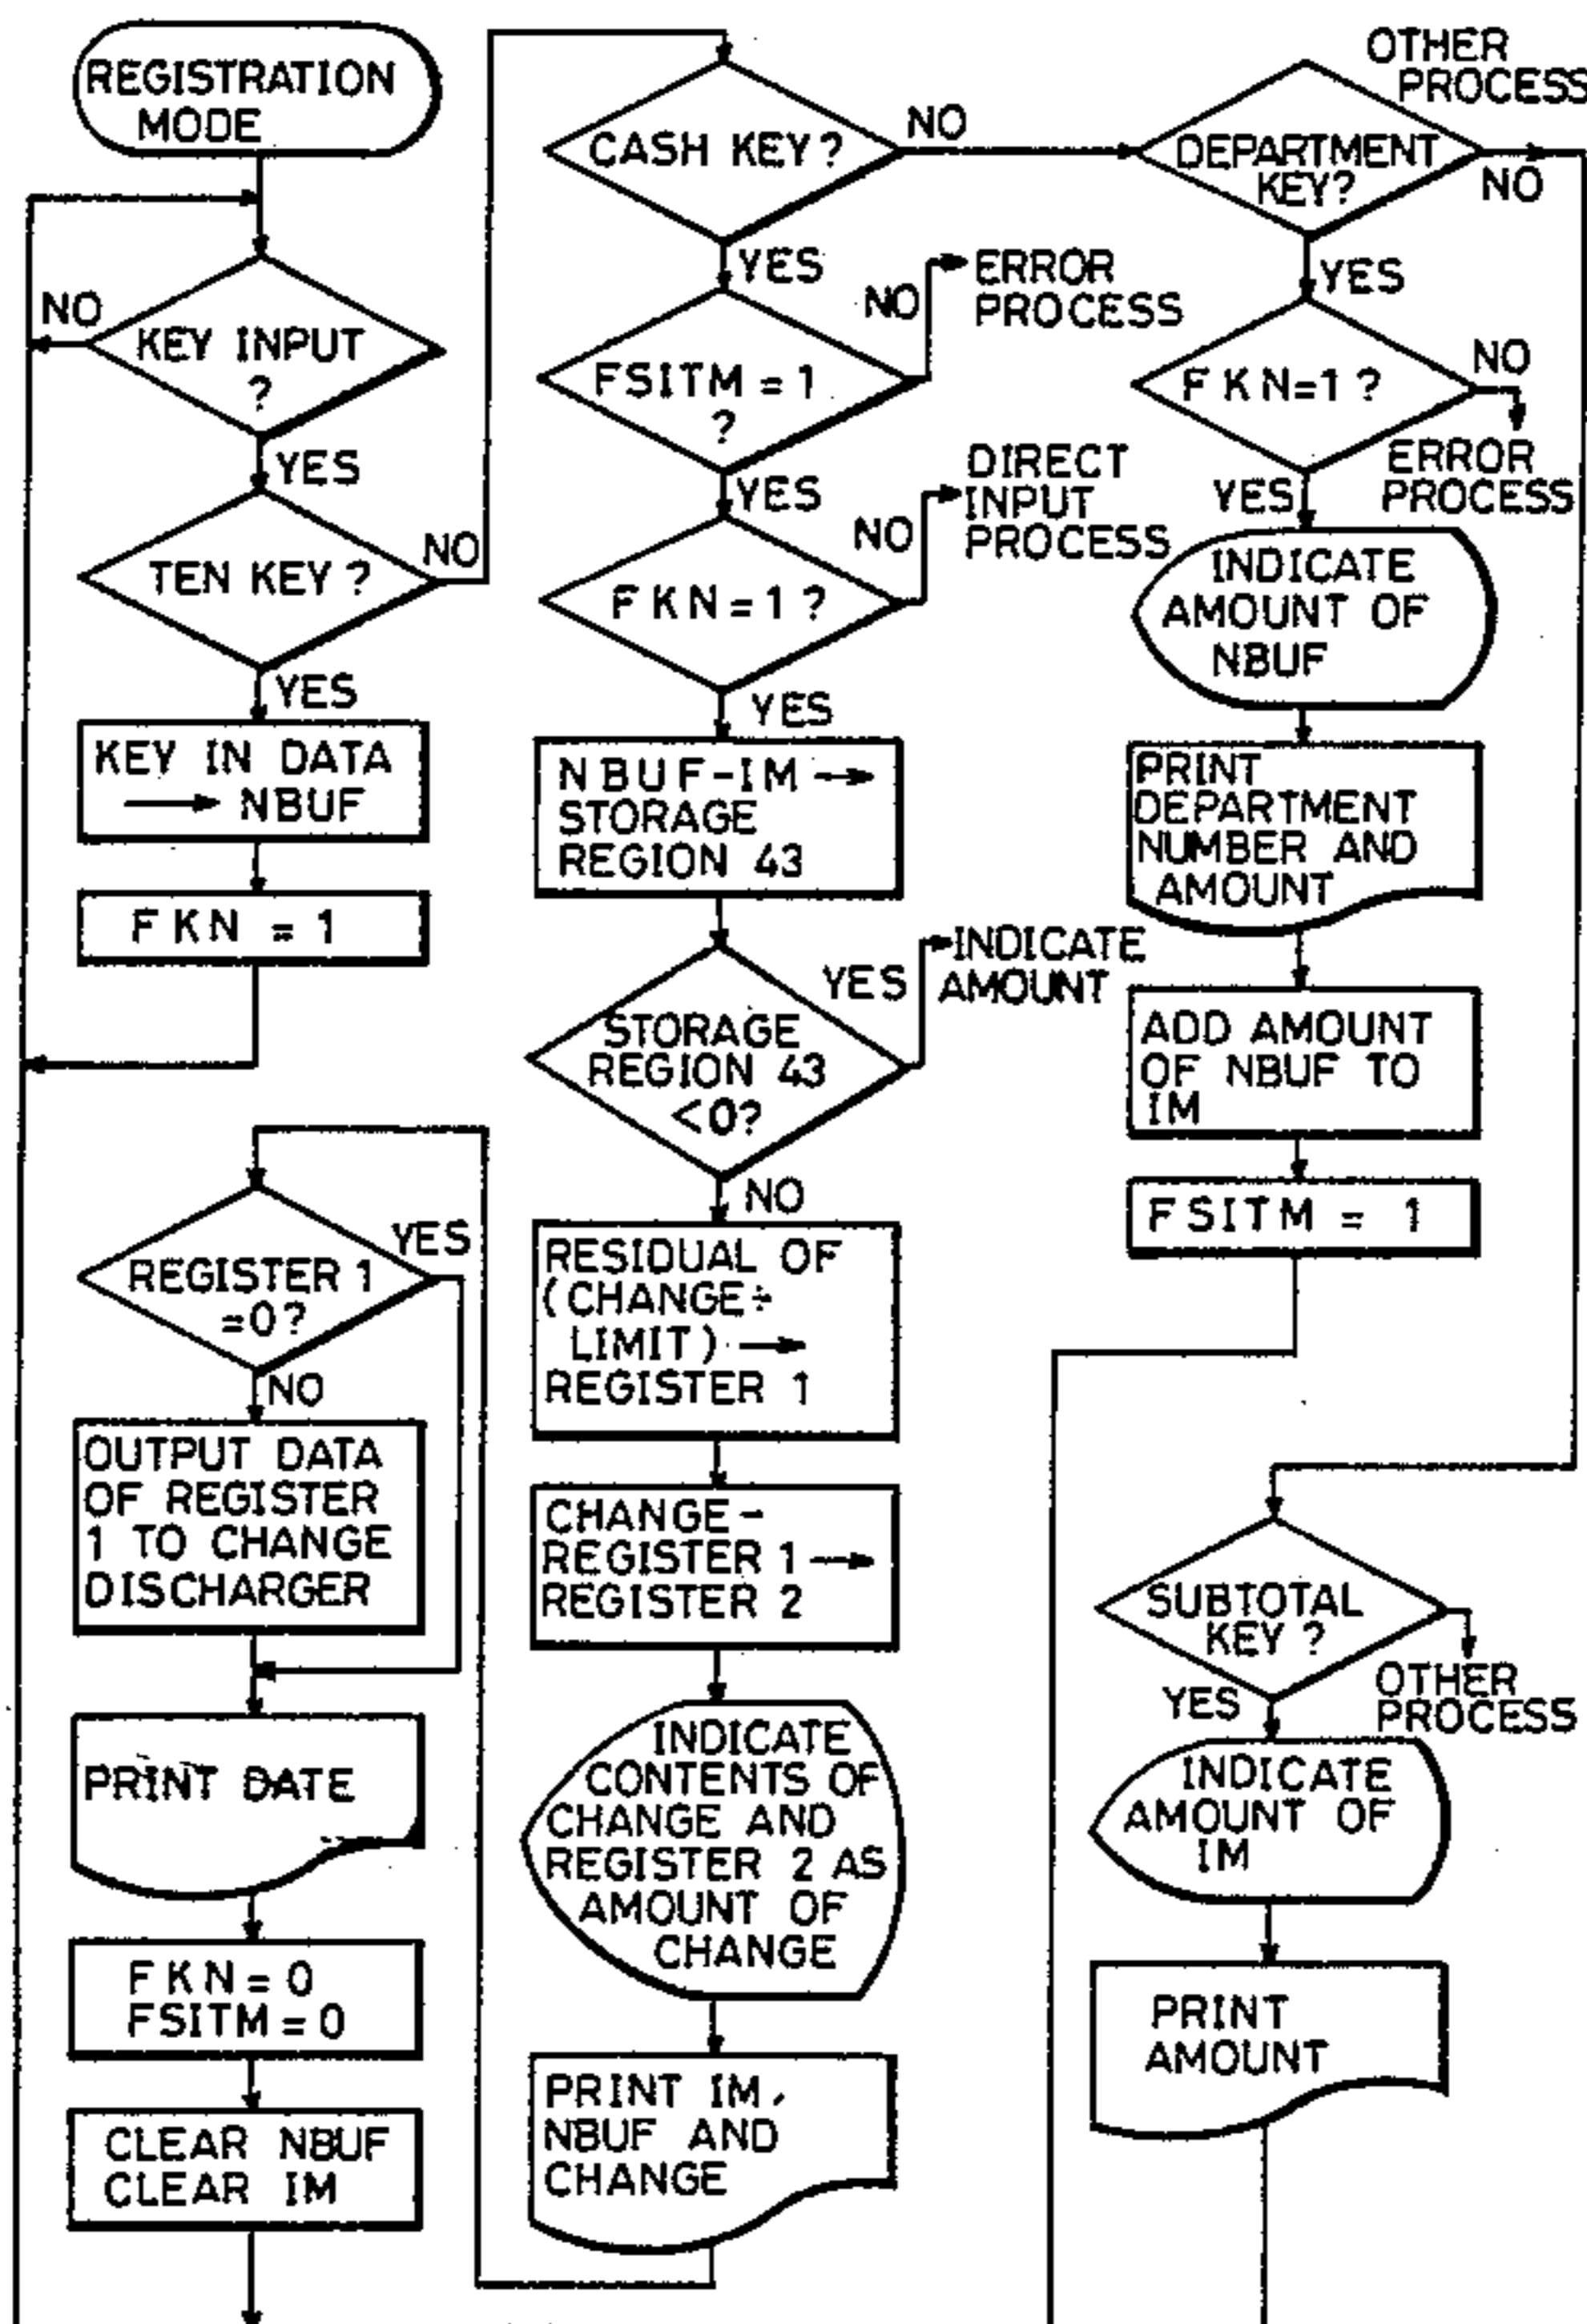 REGISTRATION
MODE
NO
KEY INPUT
?
YES
TEN KEY ?
NO
YES
KEY IN DATA
→ NBUF
FKN = 1
REGISTER 1
=0?
YES
NO
OUTPUT DATA
OF REGISTER
1 TO CHANGE
DISCHARGER
PRINT DATE
FKN=0
FSITM=0
CLEAR NBUF
CLEAR IM
CASH KEY?
NO
YES
FSITM = 1
?
NO
ERROR
PROCESS
YES
FKN=1?
NO
DIRECT
INPUT
PROCESS
YES
NBUF-IM →
STORAGE
REGION 43
STORAGE
REGION 43
<0?
YES
INDICATE
AMOUNT
NO
RESIDUAL OF
(CHANGE÷
LIMIT) →
REGISTER 1
CHANGE-
REGISTER 1 →
REGISTER 2
INDICATE
CONTENTS OF
CHANGE AND
REGISTER 2 AS
AMOUNT OF
CHANGE
PRINT IM,
NBUF AND
CHANGE
OTHER
PROCESS
DEPARTMENT
KEY?
NO
YES
FKN=1?
NO
ERROR
PROCESS
YES
INDICATE
AMOUNT OF
NBUF
PRINT
DEPARTMENT
NUMBER AND
AMOUNT
ADD AMOUNT
OF NBUF TO
IM
FSITM = 1
SUBTOTAL
KEY?
YES
OTHER
PROCESS
INDICATE
AMOUNT OF
IM
PRINT
AMOUNT